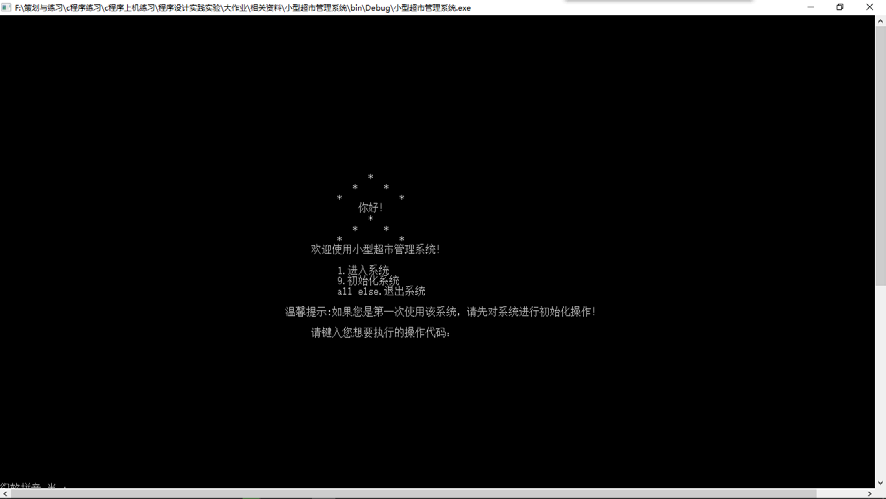 F:\策划与练习\c程序练习\c程序上机练习\程序设计实践实验\大作业\相关资料\小型超市管理系统\bin\Debug\小型超市管理系统.exe
*
* *
* *
你好!
*
* *
* *
欢迎使用小型超市管理系统!
1.进入系统
9.初始化系统
all else.退出系统
温馨提示:如果您是第一次使用该系统，请先对系统进行初始化操作!
请键入您想要执行的操作代码: